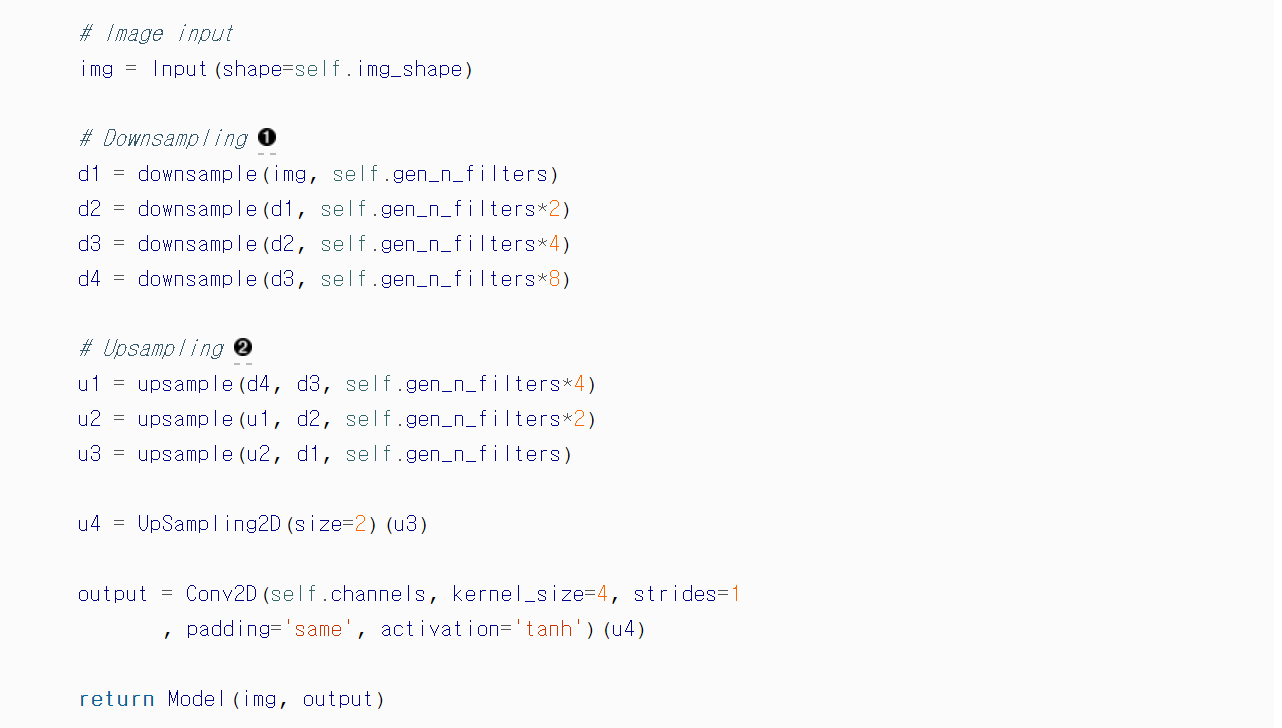 # Image input
img = Input(shape=self.img_shape)
# Downsampling ❶
d1 = downsample(img, self.gen_n_filters)
d2 = downsample(d1, self.gen_n_filters*2)
d3 = downsample(d2, self.gen_n_filters*4)
d4 = downsample(d3, self.gen_n_filters*8)
# Upsampling ❷
u1 = upsample(d4, d3, self.gen_n_filters*4)
u2 = upsample(u1, d2, self.gen_n_filters*2)
u3 = upsample(u2, d1, self.gen_n_filters)
u4 = UpSampling2D(size=2)(u3)
output = Conv2D(self.channels, kernel_size=4, strides=1
, padding='same', activation='tanh')(u4)
return Model(img, output)